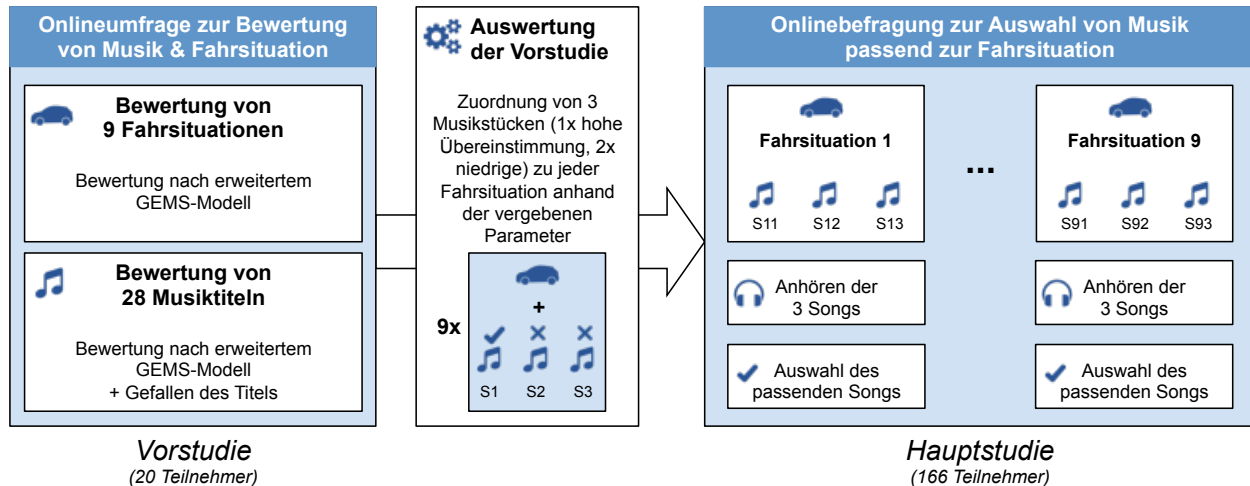 Onlineumfrage zur Bewertung
von Musik & Fahrsituation
Bewertung von
9 Fahrsituationen
Bewertung nach erweitertem
GEMS-Modell
Bewertung von
28 Musiktiteln
Bewertung nach erweitertem
GEMS-Modell
+ Gefallen des Titels
Vorstudie
(20 Teilnehmer)
Auswertung
der Vorstudie
Zuordnung von 3
Musikstücken (1x hohe
Übereinstimmung, 2x
niedrige) zu jeder
Fahrsituation anhand
der vergebenen
Parameter
9x
+
S1 S2 S3
Onlinebefragung zur Auswahl von Musik
passend zur Fahrsituation
Fahrsituation 1
S11 S12 S13
Anhören der
3 Songs
Auswahl des
passenden Songs
...
Fahrsituation 9
S91 S92 S93
Anhören der
3 Songs
Auswahl des
passenden Songs
Hauptstudie
(166 Teilnehmer)